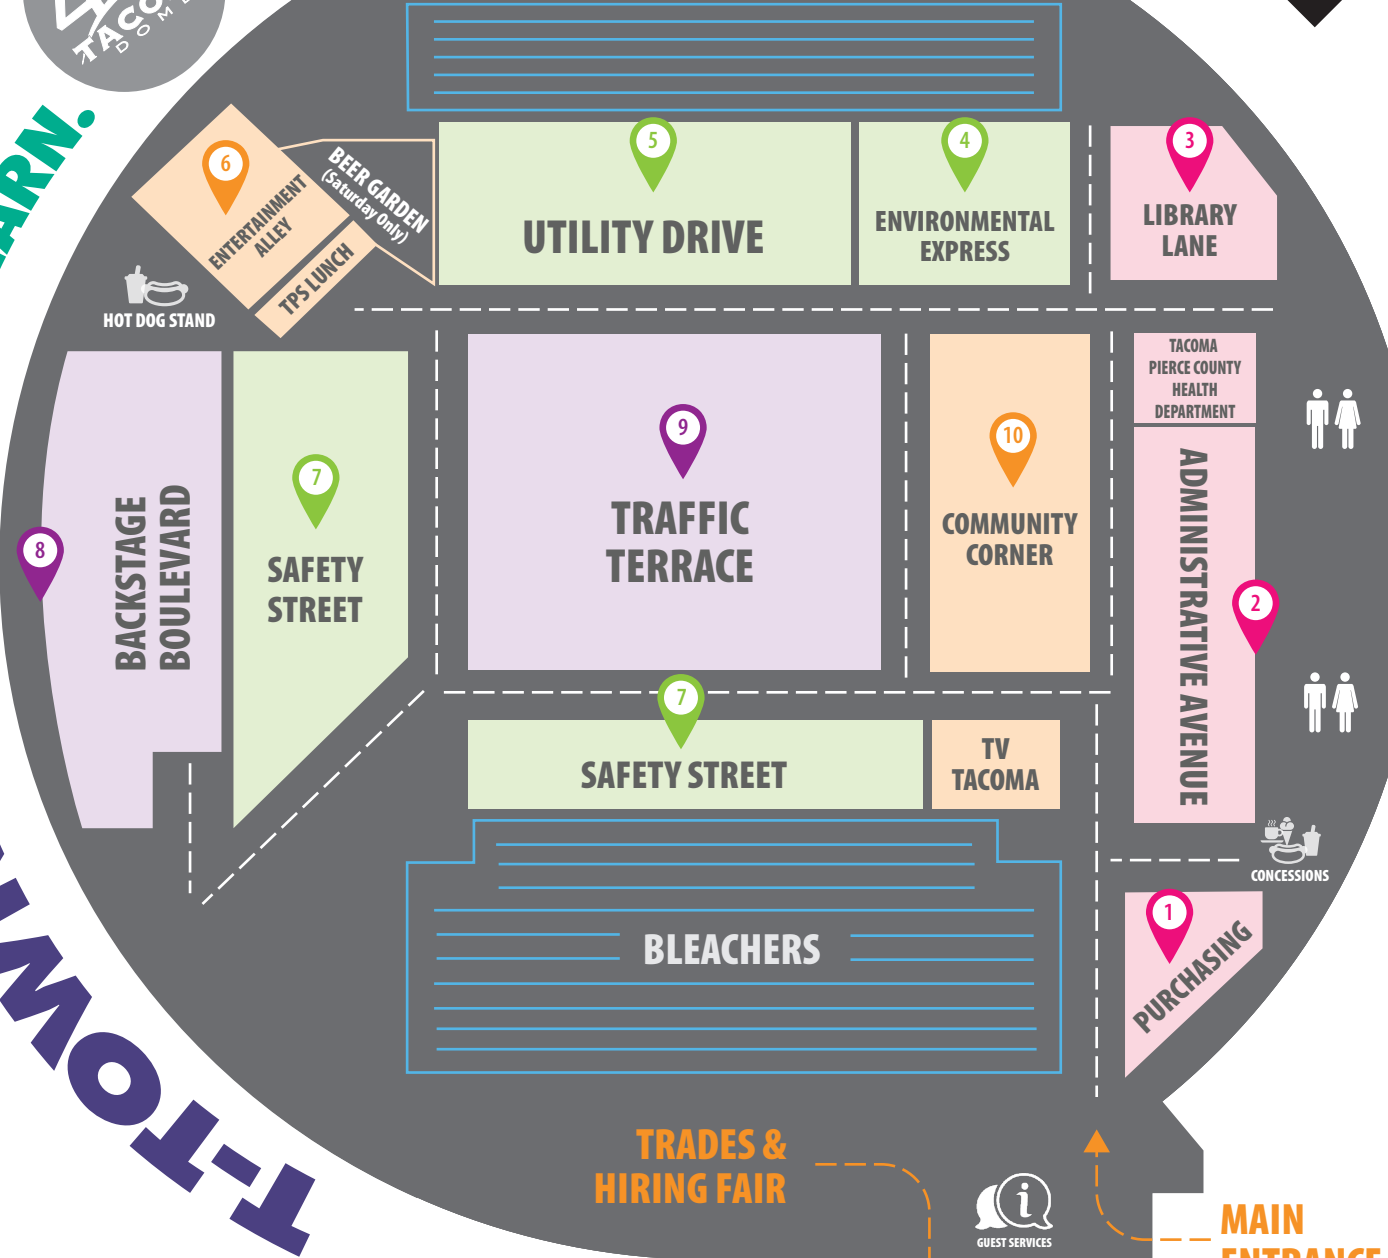 TACO
DOME
ARN.
5
4
3
6
BEER GARDEN
(Saturday Only)
UTILITY DRIVE
ENVIRONMENTAL
EXPRESS
LIBRARY
LANE
ENTERTAINMENT
ALLEY
TPS LUNCH
HOT DOG STAND
TACOMA
PIERCE COUNTY
HEALTH
DEPARTMENT
9
10
7
8
BACKSTAGE
BOULEVARD
SAFETY
STREET
TRAFFIC
TERRACE
COMMUNITY
CORNER
ADMINISTRATIVE AVENUE
2
7
SAFETY STREET
TV
TACOMA
CONCESSIONS
BLEACHERS
1
PURCHASING
T-TOW
TRADES &
HIRING FAIR
GUEST SERVICES
MAIN
ENTRANCE